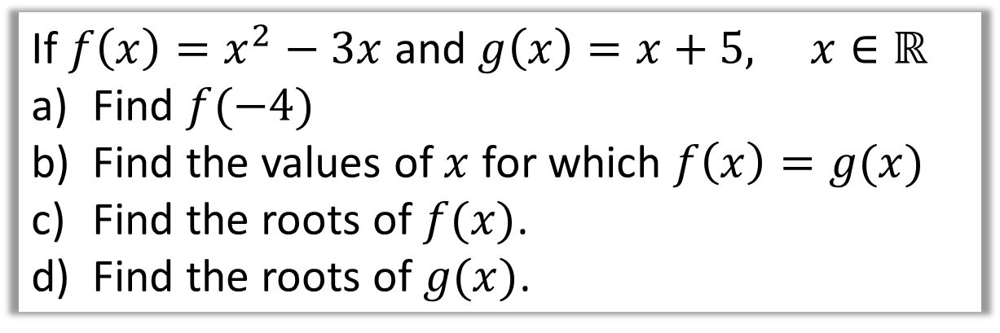 If f(x) = x² − 3x and g(x) = x + 5, x ∈ ℝ
a) Find f(−4)
b) Find the values of x for which f(x) = g(x)
c) Find the roots of f(x).
d) Find the roots of g(x).